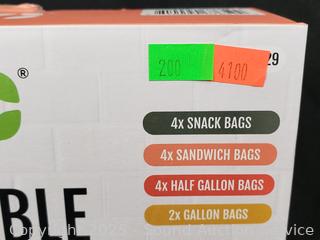 200 4100 29
®
4x SNACK BAGS
4x SANDWICH BAGS
4x HALF GALLON BAGS
2x GALLON BAGS
BLE
Copyright 2025 - Sound Auction Service